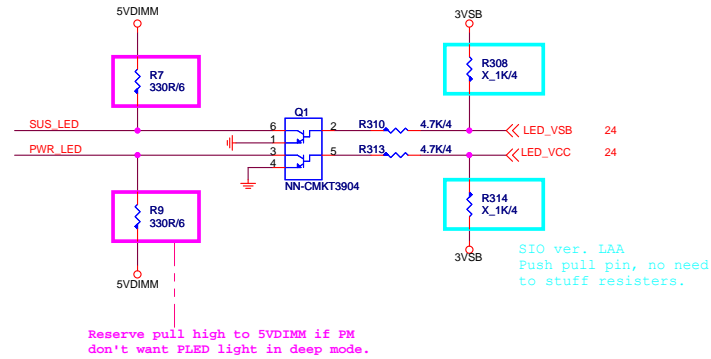 5VDIMM
3VSB
R7
330R/6
R308
X_1K/4
Q1
SUS_LED
6
2
R310
4.7K/4
LED_VSB
24
1
PWR_LED
3
5
R313
4.7K/4
LED_VCC
24
4
NN-CMKT3904
R9
330R/6
R314
X_1K/4
5VDIMM
3VSB
SIO ver. LAA
Push pull pin, no need
to stuff resisters.
Reserve pull high to 5VDIMM if PM
don't want PLED light in deep mode.